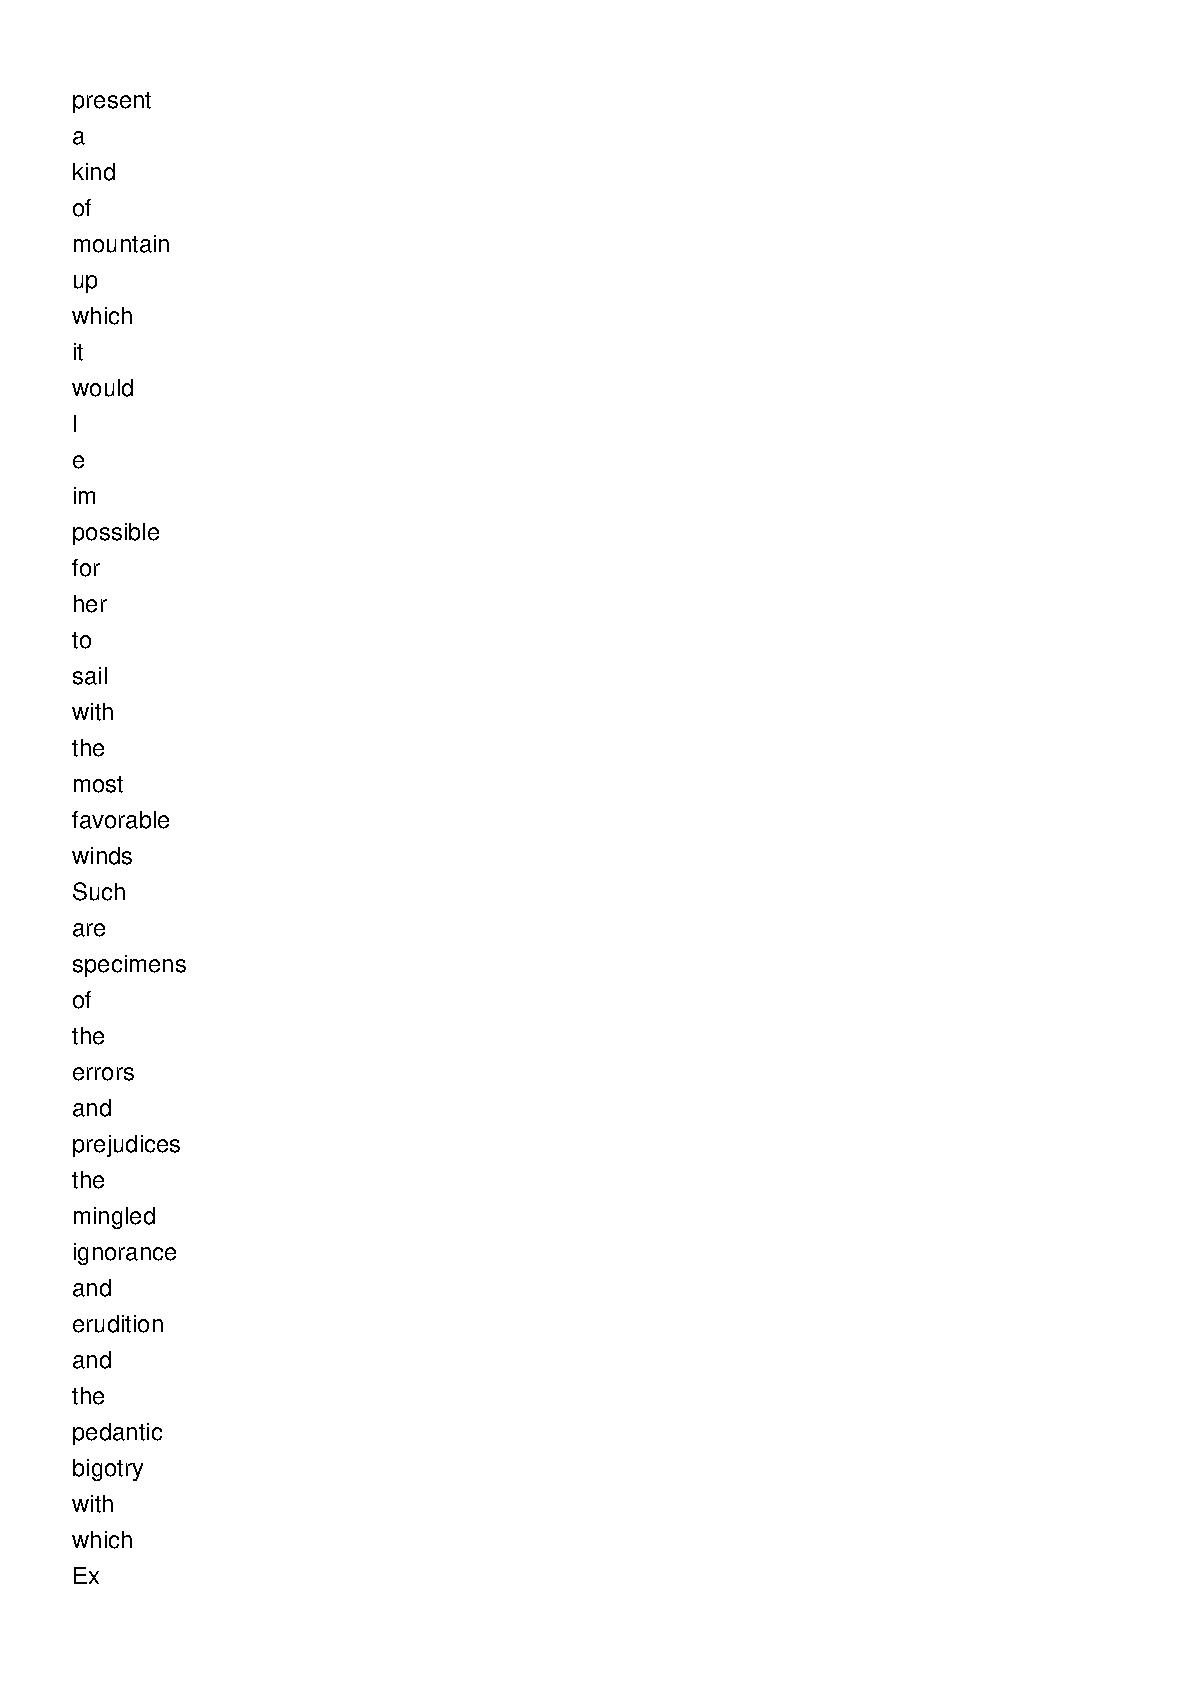 present
a
kind
of
mountain
up
which
it
would
l
e
im
possible
for
her
to
sail
with
the
most
favorable
winds
Such
are
specimens
of
the
errors
and
prejudices
the
mingled
ignorance
and
erudition
and
the
pedantic
bigotry
with
which
Ex